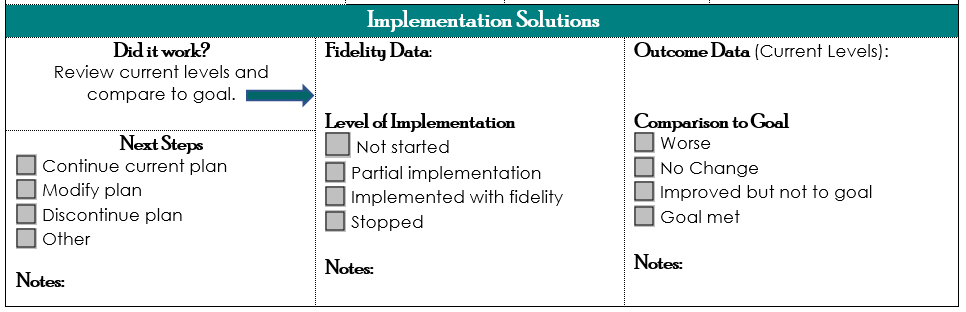 Implementation Solutions
Did it work?
Review current levels and
compare to goal.
Next Steps
Continue current plan
Modify plan
Discontinue plan
Other
Notes:
Fidelity Data:
Level of Implementation
Not started
Partial implementation
Implemented with fidelity
Stopped
Notes:
Outcome Data (Current Levels):
Comparison to Goal
Worse
No Change
Improved but not to goal
Goal met
Notes: